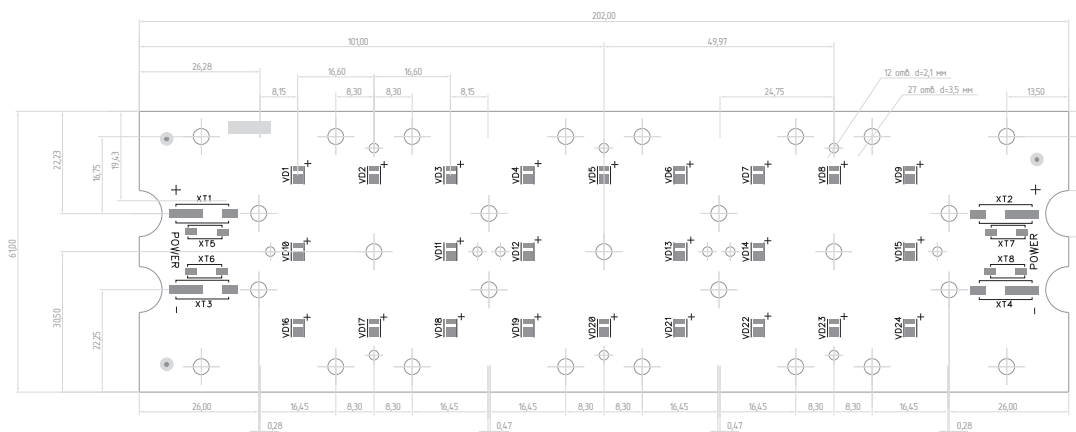 202,00
101,00
49,97
26,28
16,60
16,60
12 отв. d=2,1 мм
27 отв. d=3,5 мм
8,15
8,30
8,30
8,15
24,75
13,50
22,23
16,75
19,43
61,00
30,50
22,25
VD1
VD2
VD3
VD4
VD5
VD6
VD7
VD8
VD9
+
XT1
XT5
POWER
XT6
XT3
-
VD10
VD11
VD12
VD13
VD14
VD15
+
XT2
XT7
POWER
XT8
XT4
-
VD16
VD17
VD18
VD19
VD20
VD21
VD22
VD23
VD24
26,00
16,45
8,30
8,30
16,45
16,45
8,30
8,30
16,45
16,45
8,30
8,30
16,45
26,00
0,28
0,47
0,47
0,28